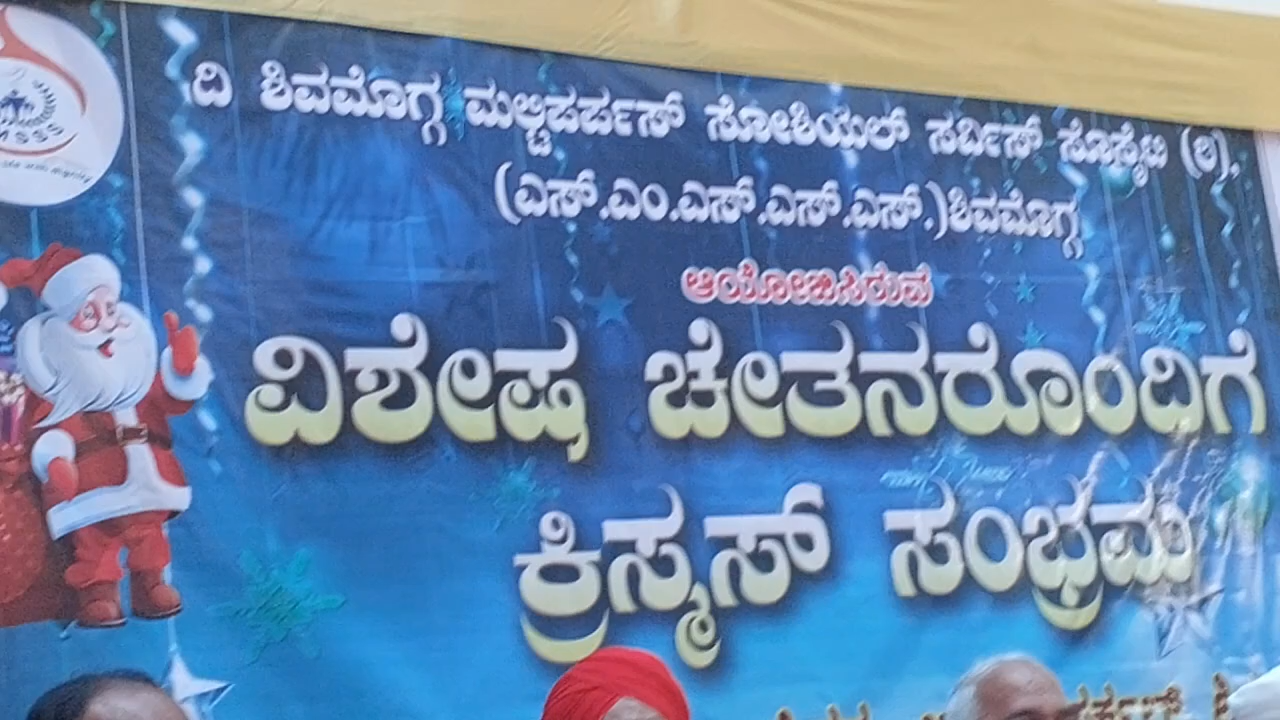 ದಿ ಶಿವಮೊಗ್ಗ ಮಲ್ಟಿಪರ್ಪಸ್ ಸೋಶಿಯಲ್ ಸರ್ವಿಸ್ ಸೊಸೈಟಿ (ರಿ),
(ಎಸ್.ಎಂ.ಎಸ್.ಎಸ್.ಎಸ್.)ಶಿವಮೊಗ್ಗ
ಆಯೋಜಿಸಿರುವ
ವಿಶೇಷ ಚೇತನರೊಂದಿಗೆ
ಕ್ರಿಸ್ಮಸ್ ಸಂಭ್ರಮ